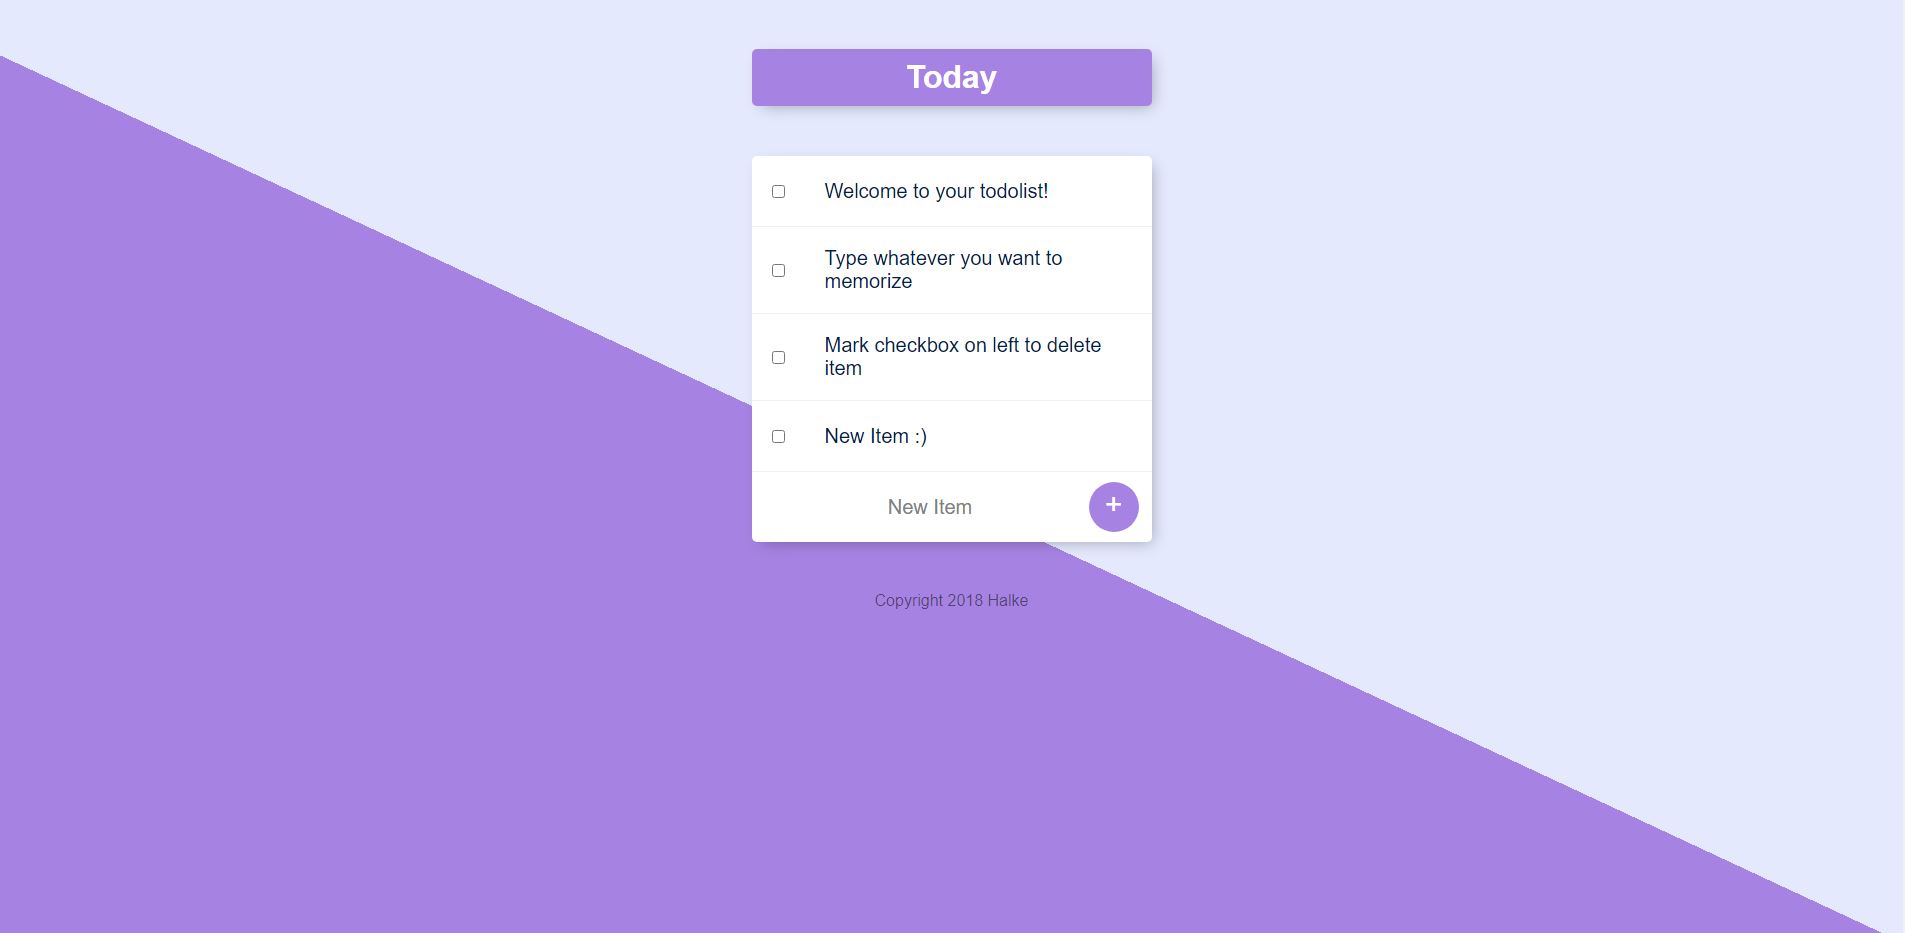 Today
Welcome to your todolist!
Type whatever you want to
memorize
Mark checkbox on left to delete
item
New Item :)
New Item
+
Copyright 2018 Halke